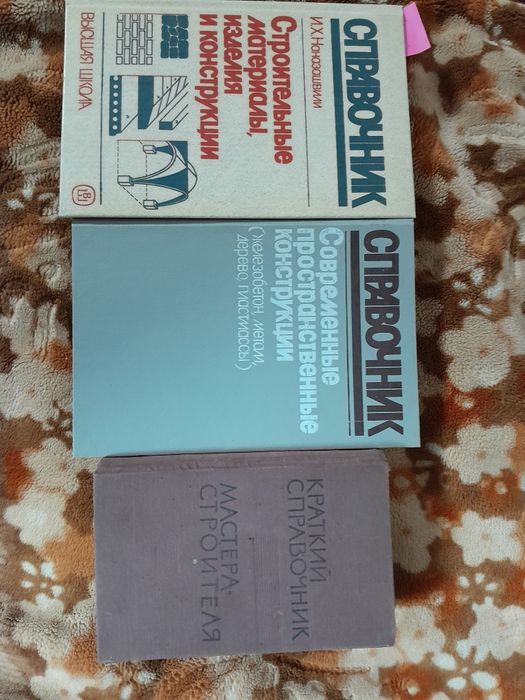 СПРАВОЧНИК
И.Х.Наназашвили
Строительные
материалы,
изделия
и конструкции
ВЫСШАЯ ШКОЛА
СПРАВОЧНИК
Современные
пространственные
конструкции
(железобетон, металл,
дерево, пластмассы)
КРАТКИЙ
СПРАВОЧНИК
МАСТЕРА-
СТРОИТЕЛЯ